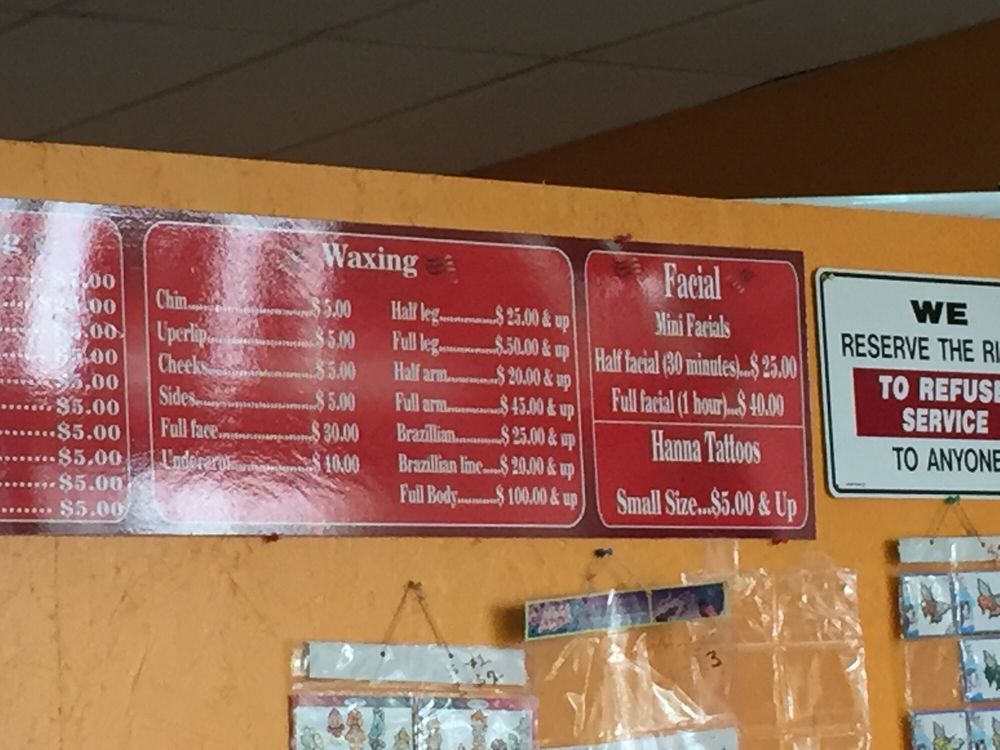 g
$5.00
$5.00
$5.00
$5.00
$5.00
Waxing
Chin $5.00
Uperlip $5.00
Cheeks $5.00
Sides $5.00
Full face $30.00
Underarm $10.00
Half leg $25.00 & up
Full leg $.50.00 & up
Half arm $20.00 & up
Full arm $45.00 & up
Brazillian $25.00 & up
Brazillian line $20.00 & up
Full Body $100.00 & up
Facial
Mini Facials
Half facial (30 minutes)...$ 25.00
Full facial (1 hour)...$ 40.00
Hanna Tattoos
Small Size...$5.00 & Up
WE
RESERVE THE RI
TO REFUSE
SERVICE
TO ANYONE
3